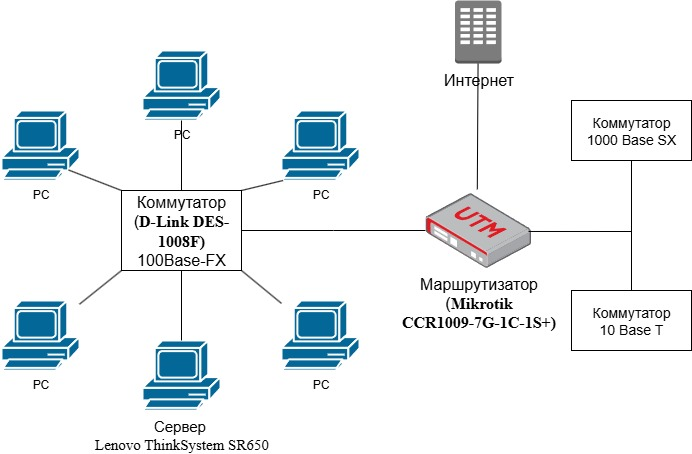 Интернет
PC
Коммутатор
1000 Base SX
PC
PC
Коммутатор
(D-Link DES-
1008F)
100Base-FX
UTM
Маршрутизатор
(Mikrotik
CCR1009-7G-1C-1S+)
Коммутатор
10 Base T
PC
PC
Сервер
Lenovo ThinkSystem SR650